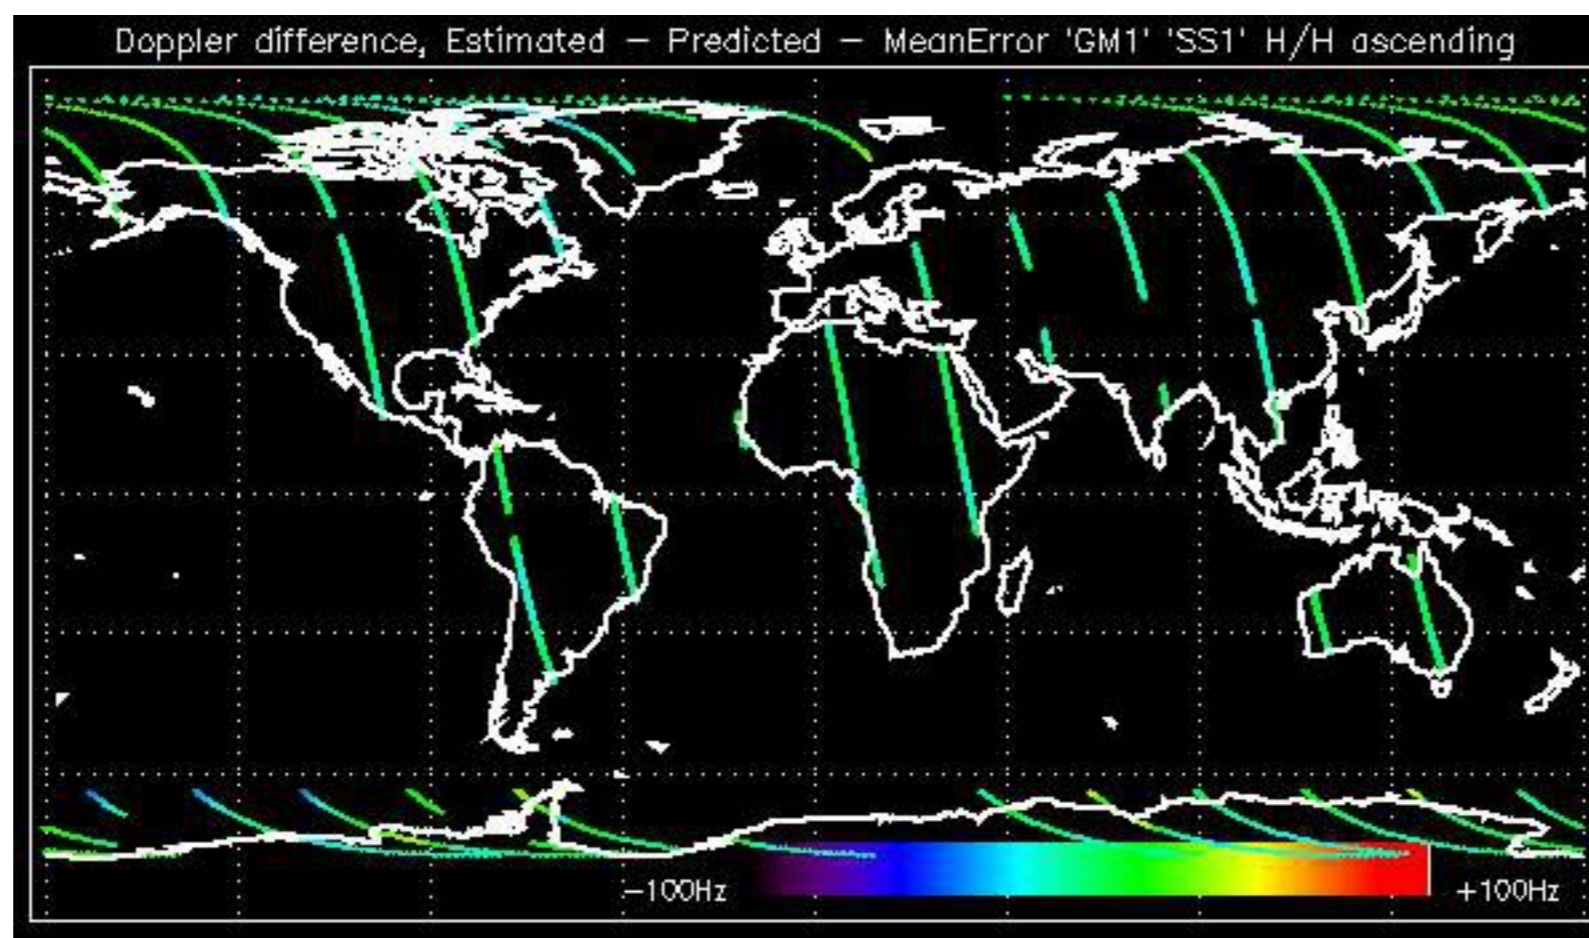 Doppler difference, Estimated – Predicted – MeanError 'GM1' 'SS1' H/H ascending
–100Hz +100Hz